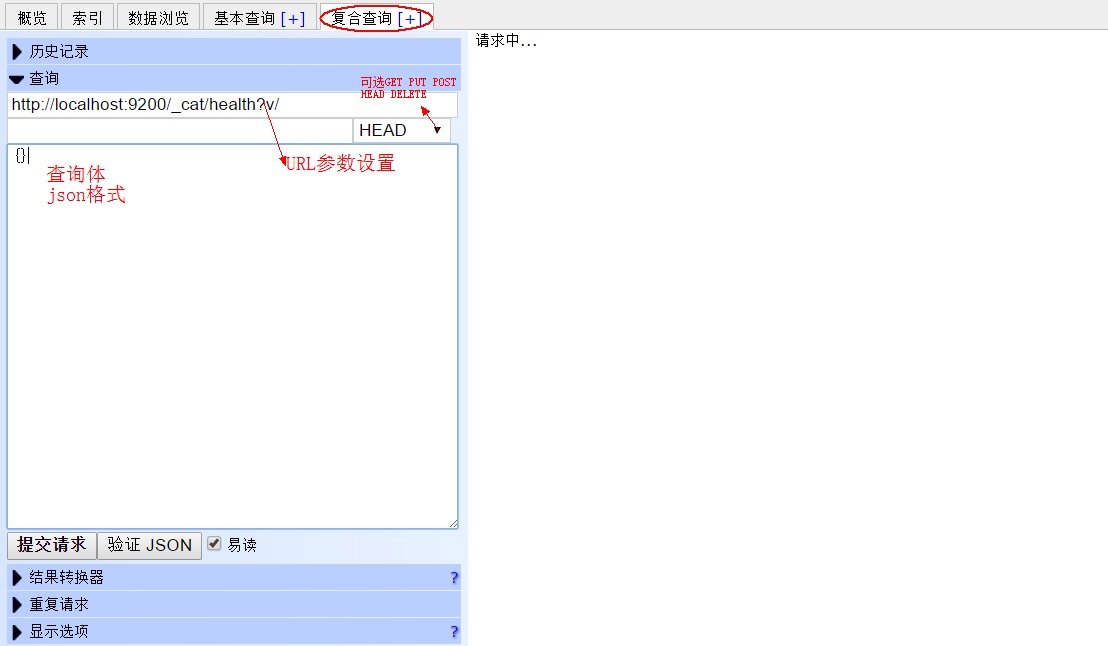 概览 索引 数据浏览 基本查询 [+] 复合查询 [+]
请求中...
历史记录
查询
可选GET PUT POST
HEAD DELETE
http://localhost:9200/_cat/health?v/
HEAD
{}
URL参数设置
查询体
json格式
提交请求 验证 JSON 易读
结果转换器 ?
重复请求
显示选项 ?